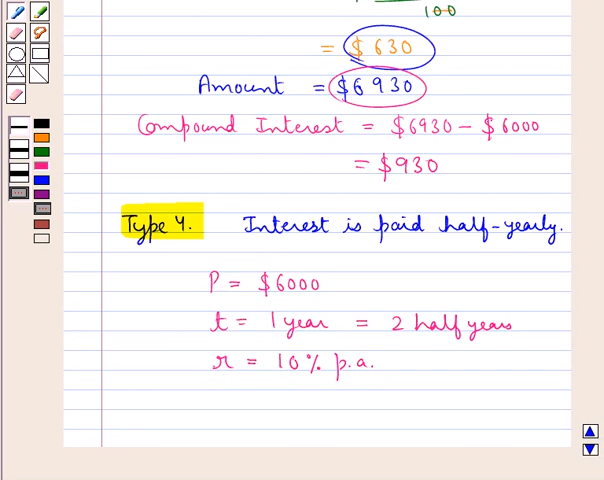 100
= $ 630
Amount = $6930
Compound Interest = $6930 - $6000
= $930
Type 4. Interest is paid half-yearly.
P = $6000
t = 1 year = 2 half years
r = 10% p.a.